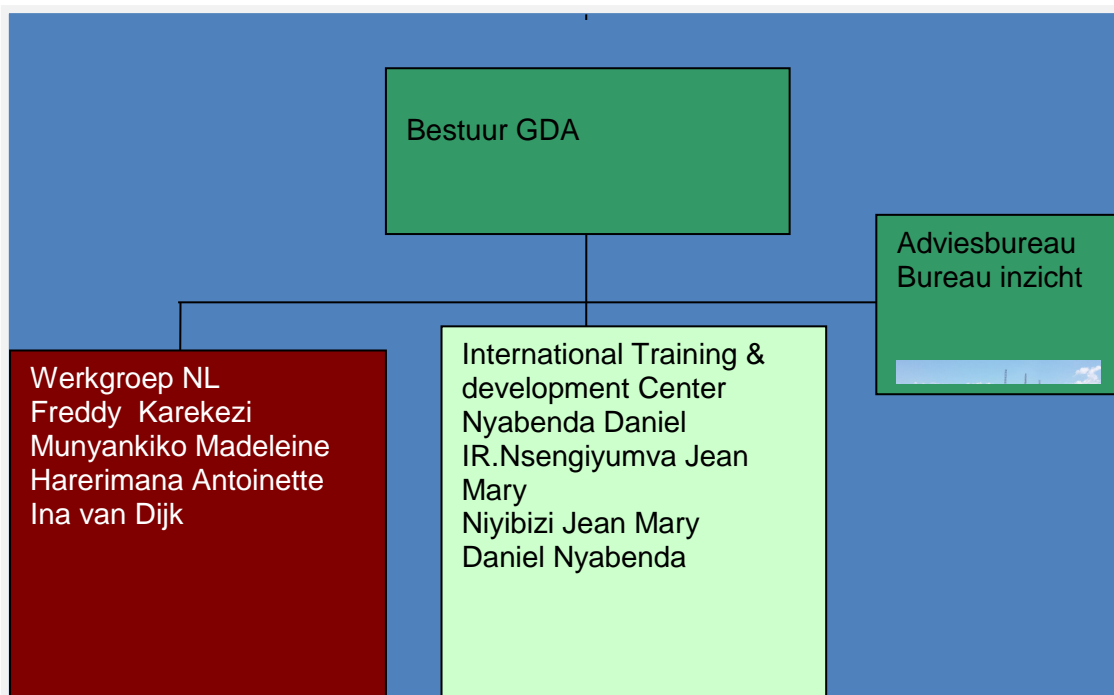 Bestuur GDA
Adviesbureau
Bureau inzicht
Werkgroep NL
Freddy  Karekezi
Munyankiko Madeleine
Harerimana Antoinette
Ina van Dijk
International Training &
development Center
Nyabenda Daniel
IR.Nsengiyumva Jean
Mary
Niyibizi Jean Mary
Daniel Nyabenda